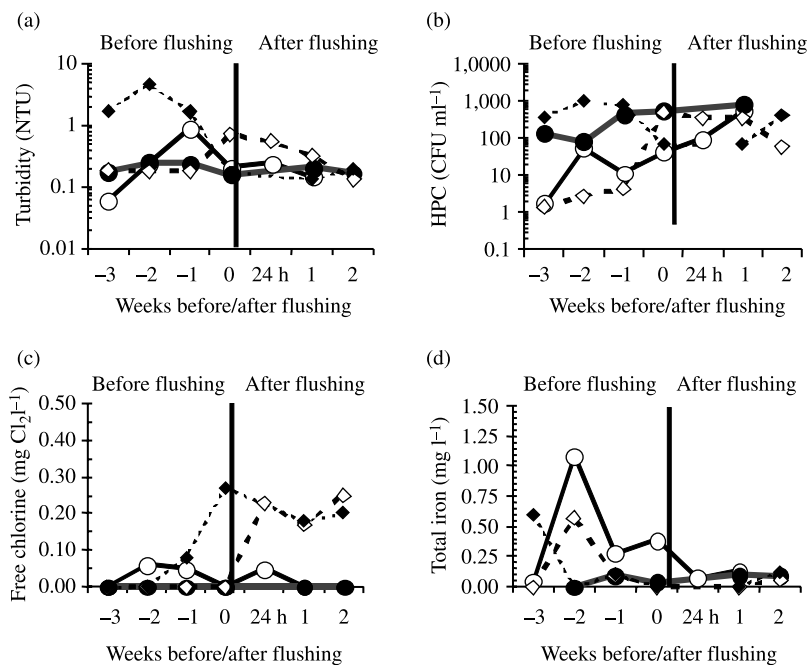 (a)
Before flushing After flushing
10
1
0.1
0.01
Turbidity (NTU)
−3 −2 −1 0 24 h 1 2
Weeks before/after flushing
(b)
Before flushing After flushing
1,0000
1,000
100
10
1
0.1
HPC (CFU ml−1)
−3 −2 −1 0 24 h 1 2
Weeks before/after flushing
(c)
Before flushing After flushing
0.50
0.40
0.30
0.20
0.10
0.00
Free chlorine (mg Cl2l−1)
−3 −2 −1 0 24 h 1 2
Weeks before/after flushing
(d)
Before flushing After flushing
1.50
1.25
1.00
0.75
0.50
0.25
0.00
Total iron (mg l−1)
−3 −2 −1 0 24 h 1 2
Weeks before/after flushing